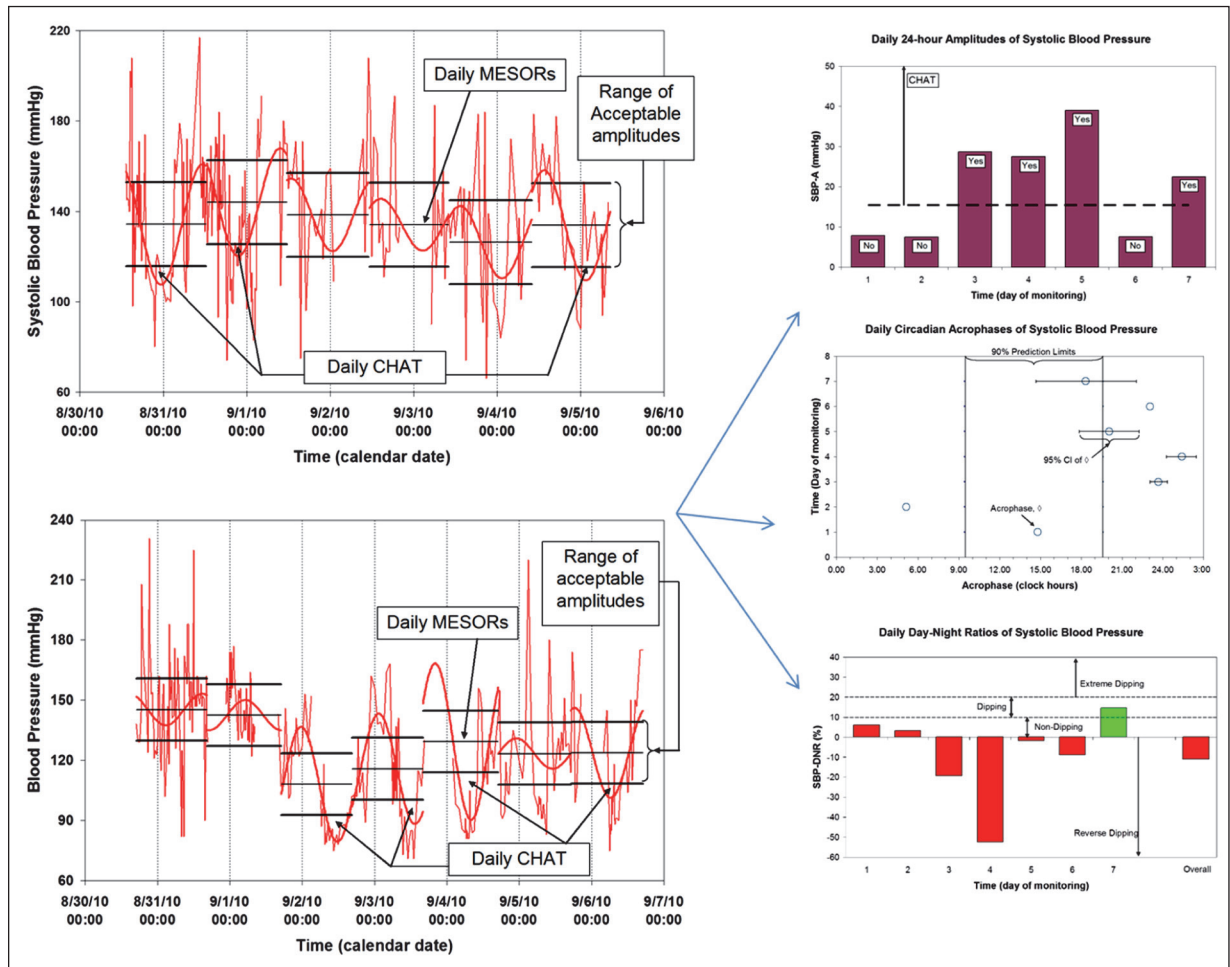 220
180
140
100
60
Systolic Blood Pressure (mmHg)
Daily MESORs
Range of
Acceptable
amplitudes
Daily CHAT
8/30/10 8/31/10 9/1/10 9/2/10 9/3/10 9/4/10 9/5/10 9/6/10
00:00 00:00 00:00 00:00 00:00 00:00 00:00 00:00
Time (calendar date)
240
210
180
150
120
90
60
Blood Pressure (mmHg)
Range of
acceptable
amplitudes
Daily MESORs
Daily CHAT
8/30/10 8/31/10 9/1/10 9/2/10 9/3/10 9/4/10 9/5/10 9/6/10 9/7/10
00:00 00:00 00:00 00:00 00:00 00:00 00:00 00:00 00:00
Time (calendar date)
Daily 24-hour Amplitudes of Systolic Blood Pressure
50
40
30
20
10
0
SBP-A (mmHg)
CHAT
No No Yes Yes Yes No Yes
1 2 3 4 5 6 7
Time (day of monitoring)
Daily Circadian Acrophases of Systolic Blood Pressure
90% Prediction Limits
8
7
6
5
4
3
2
1
0
Time (Day of monitoring)
95% CI of ◊
Acrophase, ◊
0.00 3:00 6:00 9:00 12:00 15:00 18:00 21.00 24:00 3:00
Acrophase (clock hours)
Daily Day-Night Ratios of Systolic Blood Pressure
40
30
20
10
0
-10
-20
-30
-40
-50
-60
SBP-DNR (%)
Extreme Dipping
Dipping
Non-Dipping
Reverse Dipping
1 2 3 4 5 6 7 Overall
Time (day of monitoring)